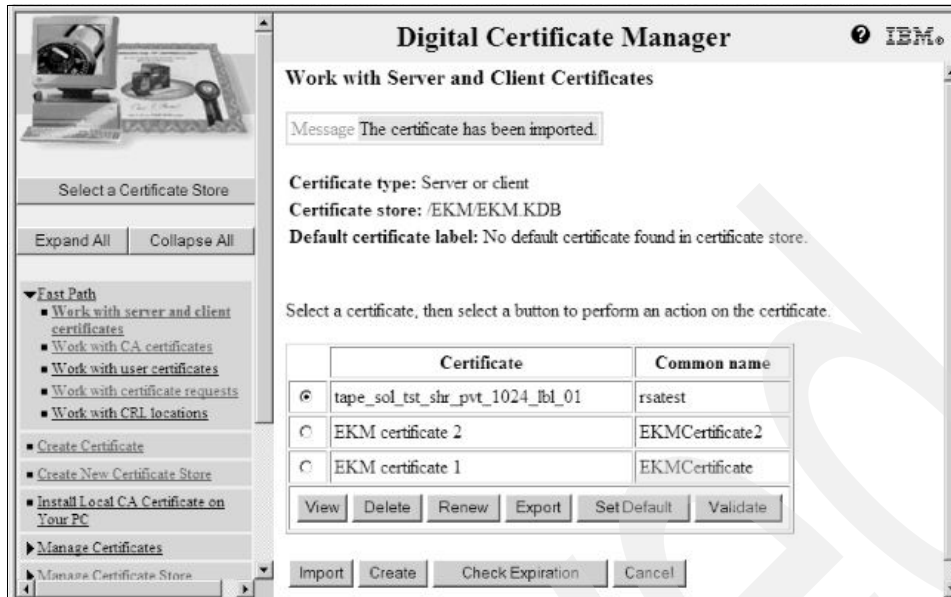 Digital Certificate Manager
IBM®
Select a Certificate Store
Expand All
Collapse All
Fast Path
Work with server and client
certificates
Work with CA certificates
Work with user certificates
Work with certificate requests
Work with CRL locations
Create Certificate
Create New Certificate Store
Install Local CA Certificate on
Your PC
Manage Certificates
Manage Certificate Store
Work with Server and Client Certificates
Message The certificate has been imported.
Certificate type: Server or client
Certificate store: /EKM/EKM.KDB
Default certificate label: No default certificate found in certificate store.
Select a certificate, then select a button to perform an action on the certificate.
Certificate Common name
tape_sol_tst_shr_pvt_1024_lbl_01 rsatest
EKM certificate 2 EKMCertificate2
EKM certificate 1 EKMCertificate
View Delete Renew Export Set Default Validate
Import Create Check Expiration Cancel